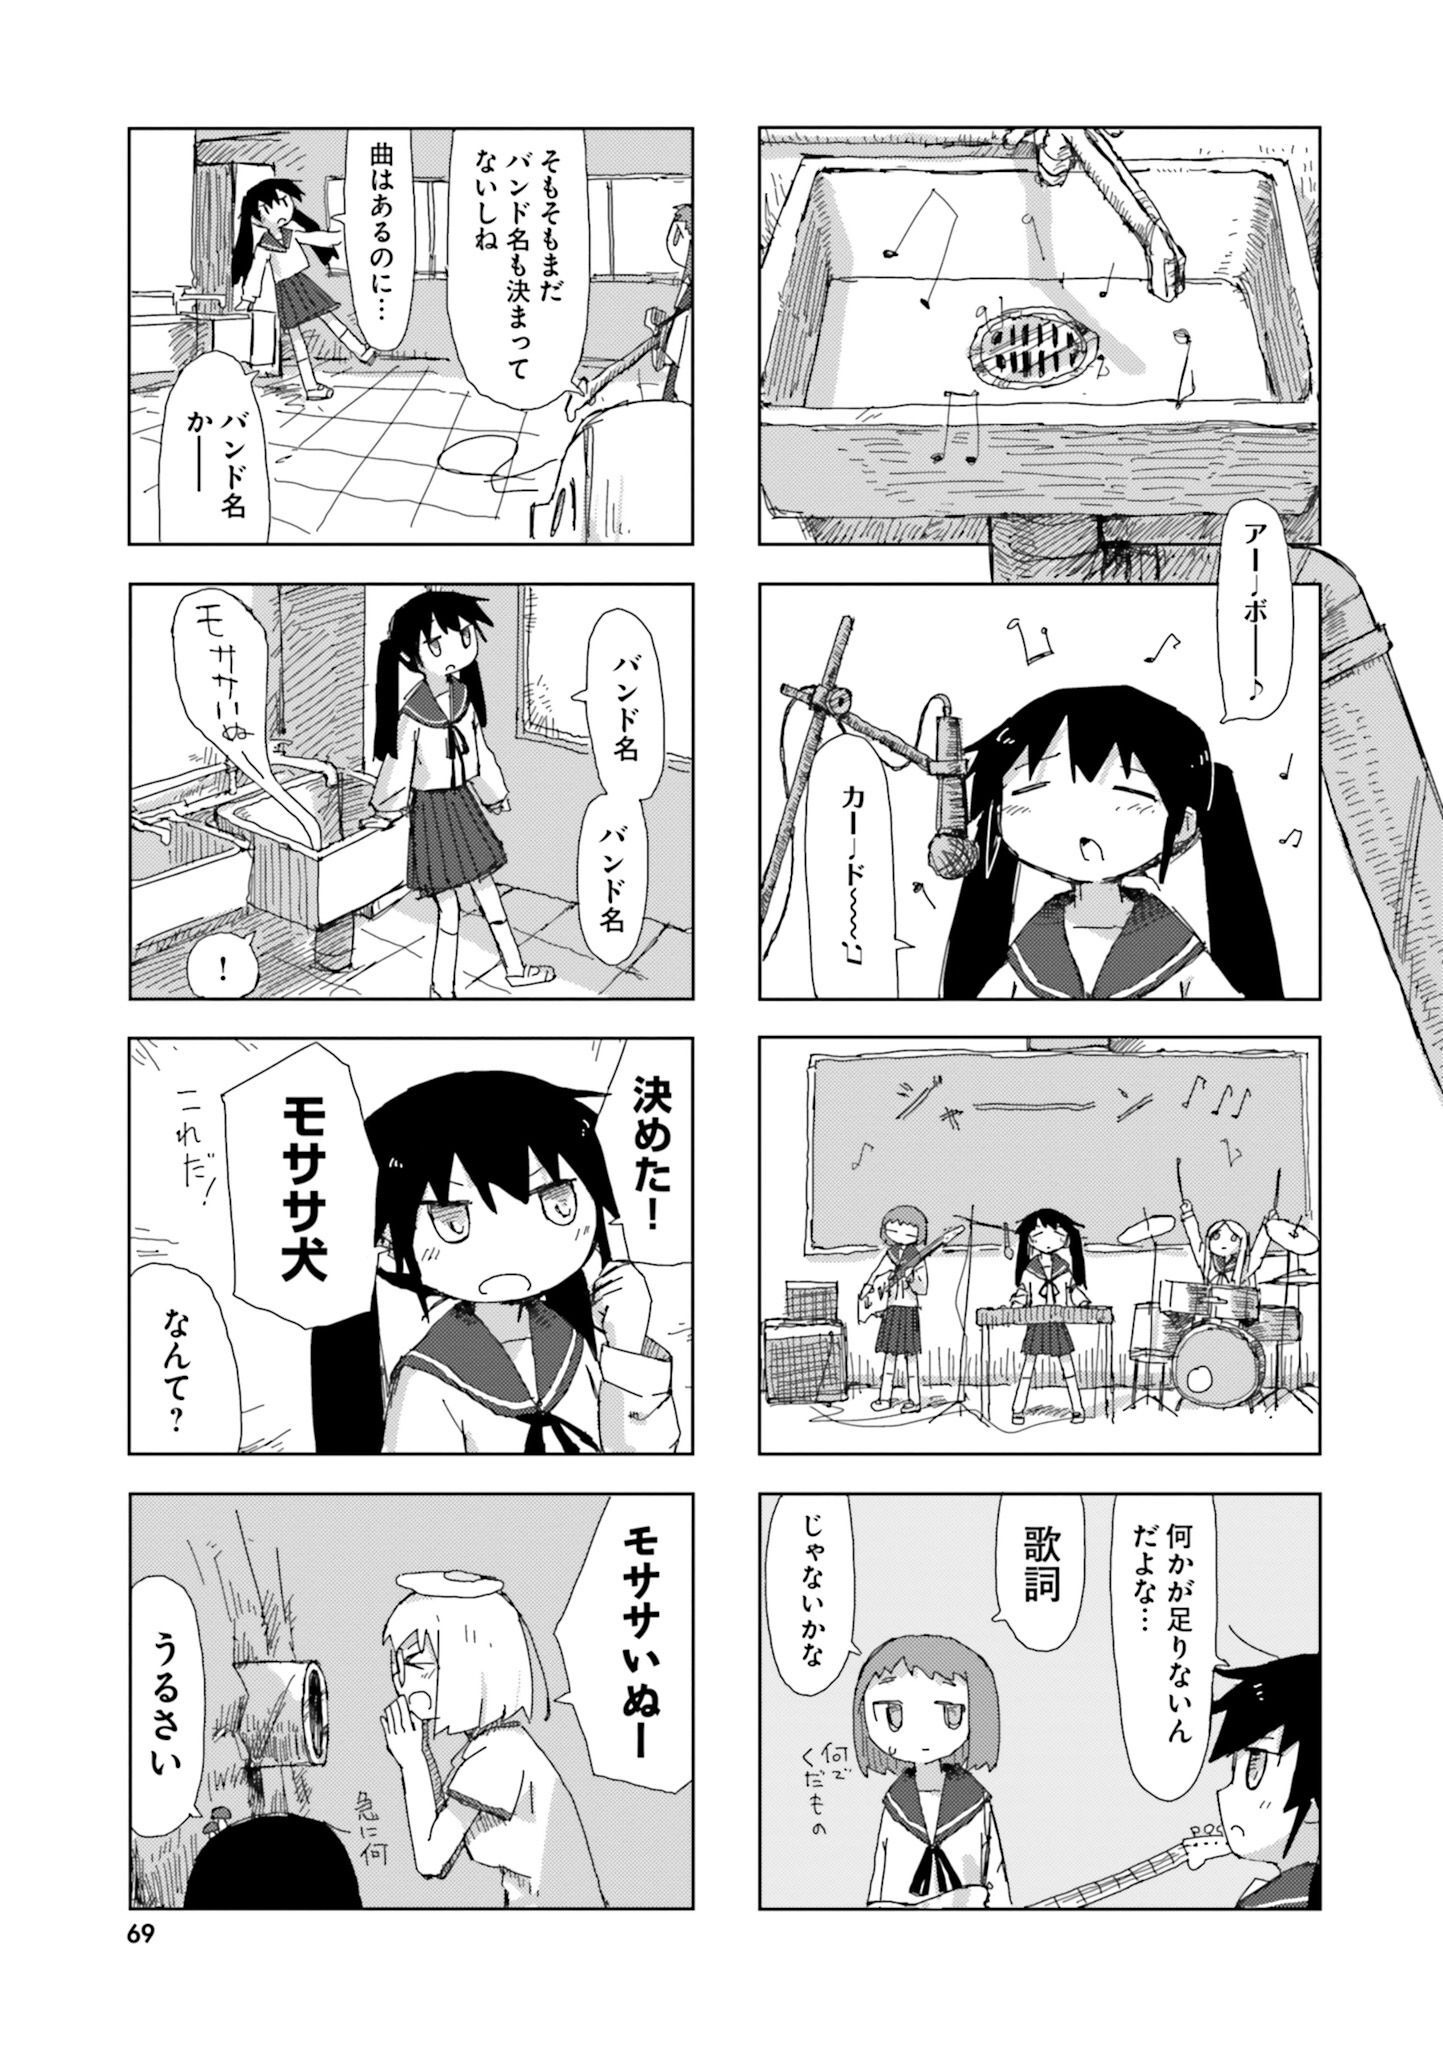 アー♩ボ――♪
カー♩ド～～♫
ジャーン
何かが足りないん
だよな…
歌詞
じゃないかな
何で
くだもの
そもそもまだ
バンド名も決まって
ないしね
曲はあるのに…
バンド名
か――
バンド名
バンド名
モササいぬ
！
決めた！
モササ犬
これだ！
なんて？
モササいぬー
急に何
うるさい
69